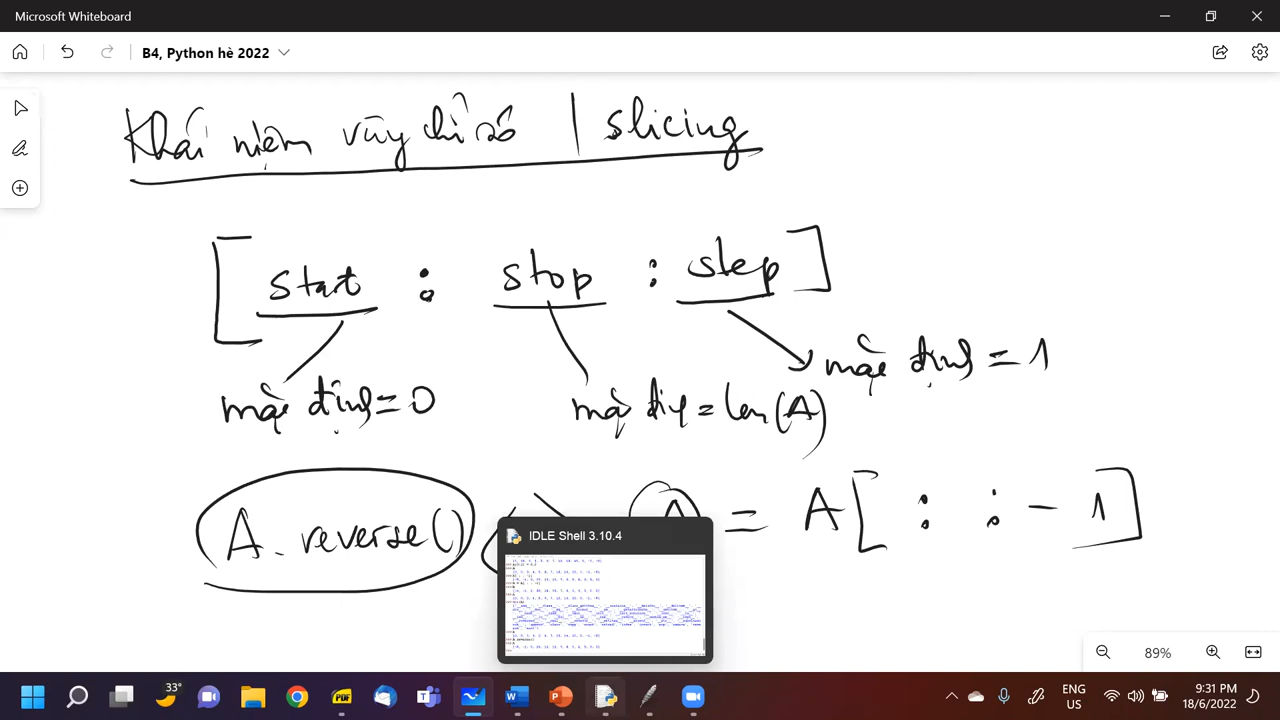 Microsoft Whiteboard
B4, Python hè 2022
Khái niệm vùng chỉ số | slicing
[ start : stop : step ]
mặc định = 1
mặc định = 0
mặc định = len(A)
A.reverse() A = A[ : : -1 ]
IDLE Shell 3.10.4
89%
33°
ENG
US
9:31 PM
18/6/2022